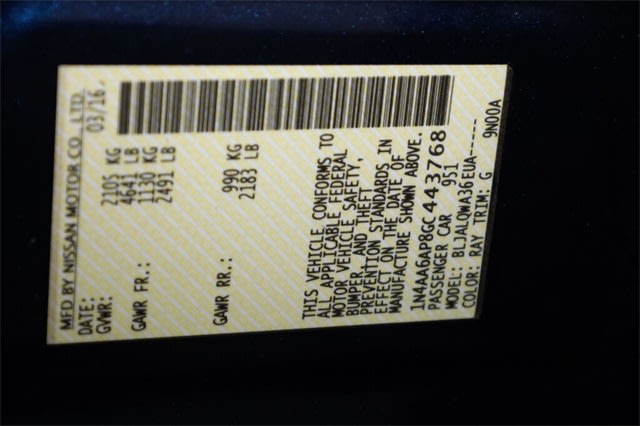 MFD BY NISSAN MOTOR CO., LTD.
DATE: 03/16
GVWR: 2105 KG
4641 LB
GAWR FR.: 1130 KG
2491 LB
GAWR RR.: 990 KG
2183 LB
THIS VEHICLE CONFORMS TO
ALL APPLICABLE FEDERAL
MOTOR VEHICLE SAFETY,
BUMPER, AND THEFT
PREVENTION STANDARDS IN
EFFECT ON THE DATE OF
MANUFACTURE SHOWN ABOVE.
1N4AA6AP8GC443768
PASSENGER CAR 951
MODEL: BLJALQWA36EUA-----
COLOR: RAY TRIM: G 9N00A